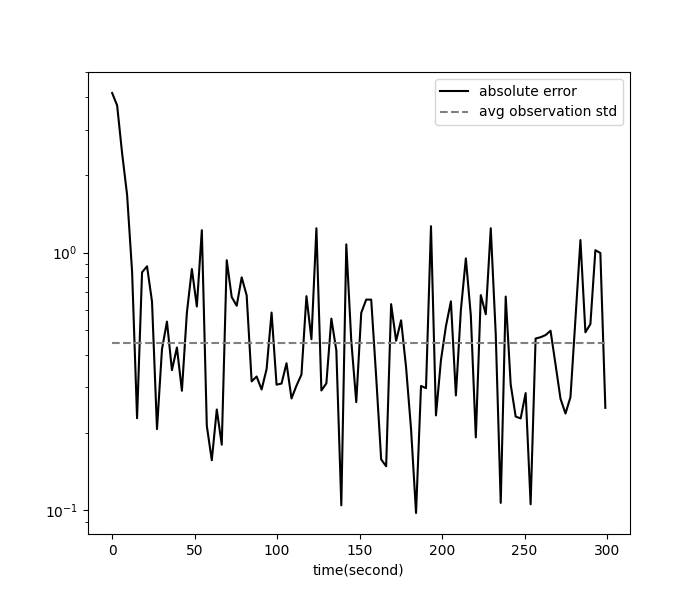 absolute error
avg observation std
10⁰
10⁻¹
0 50 100 150 200 250 300
time(second)